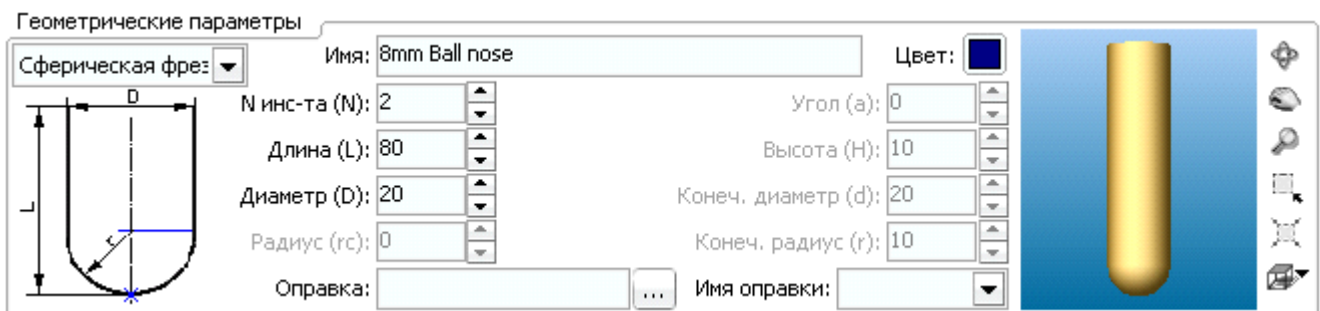 Геометрические параметры
Сферическая фрез Имя: 8mm Ball nose Цвет:
D N инс-та (N): 2 Угол (a): 0
Длина (L): 80 Высота (H): 10
L Диаметр (D): 20 Конеч. диаметр (d): 20
r Радиус (rc): 0 Конеч. радиус (r): 10
Оправка: ... Имя оправки: